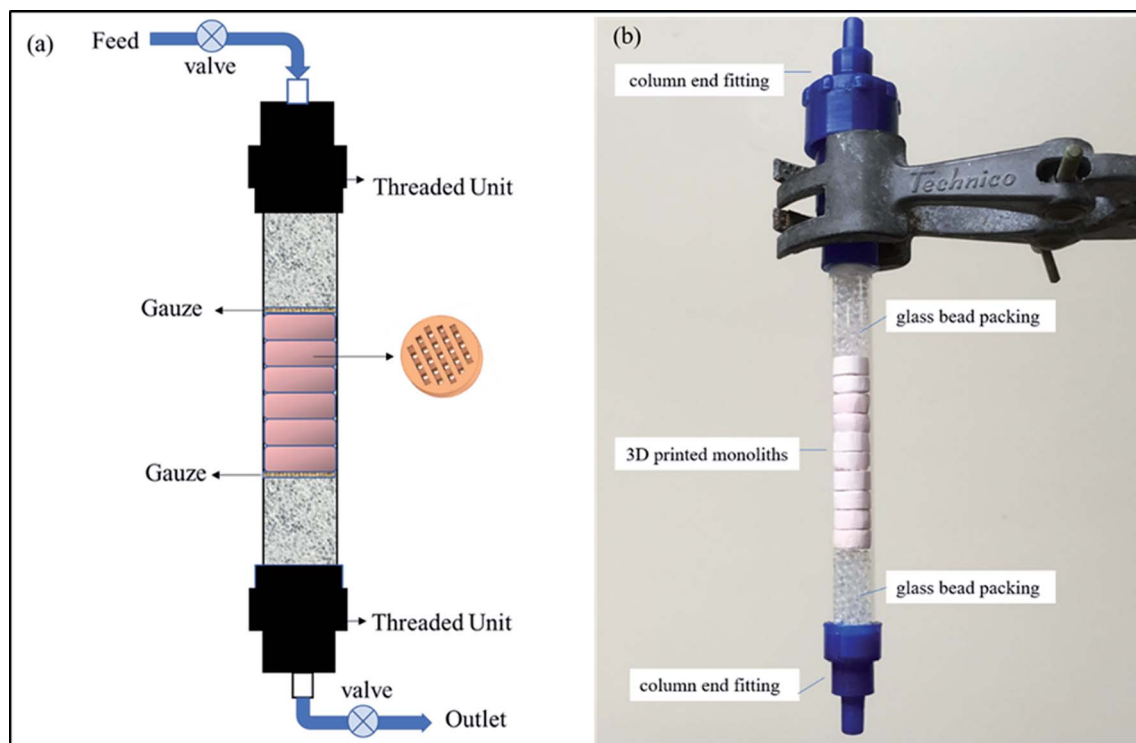 (a)
Feed
valve
Threaded Unit
Gauze
Gauze
Threaded Unit
valve
Outlet
(b)
column end fitting
Technico
glass bead packing
3D printed monoliths
glass bead packing
column end fitting